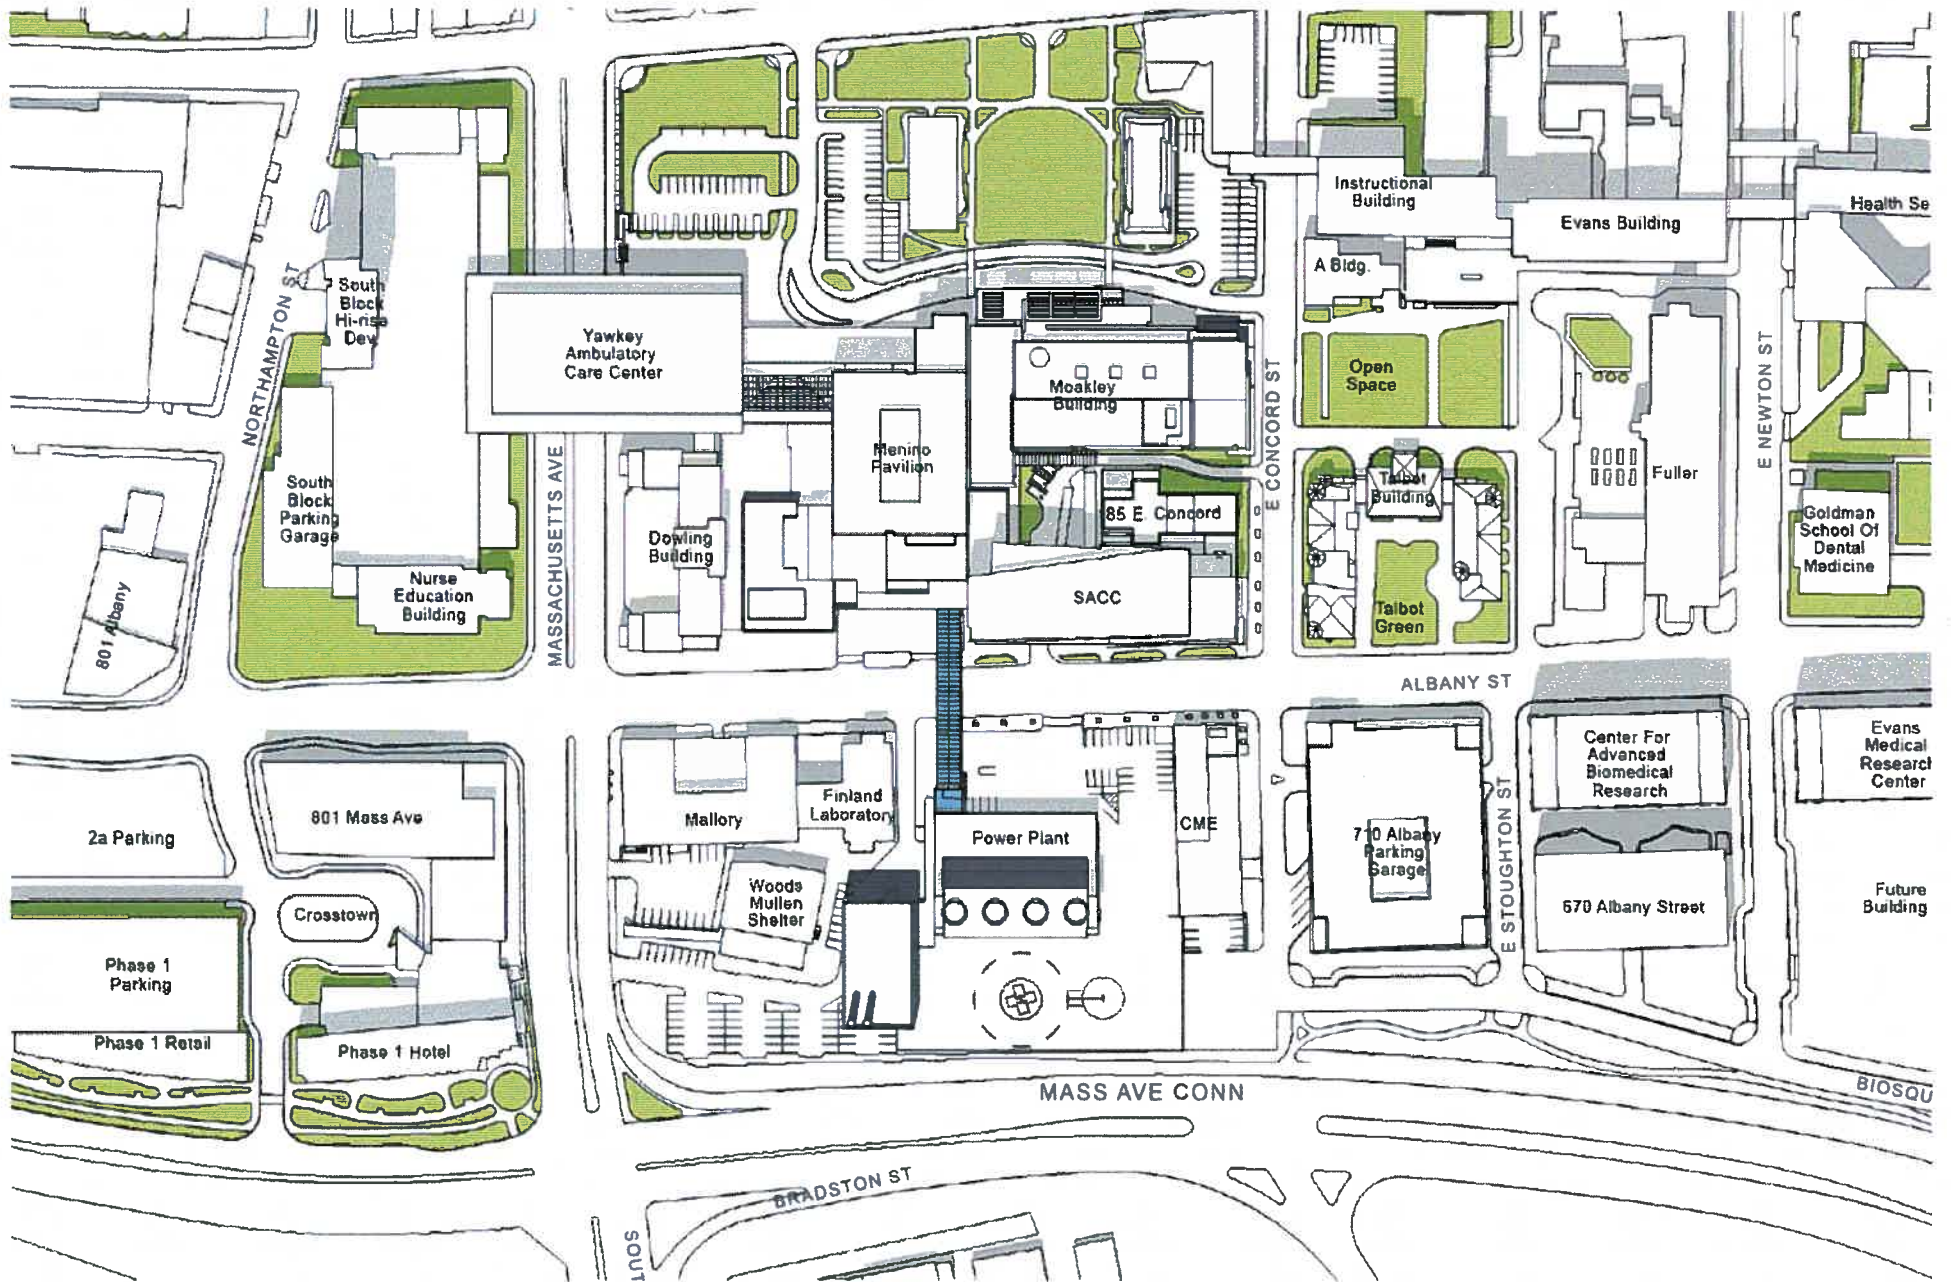 Instructional
Building
Evans Building
Health Se
A Bldg.
South
Block
Hi-rise
Dev
NORTHAMPTON ST
Yawkey
Ambulatory
Care Center
Moakley
Building
Open
Space
E CONCORD ST
E NEWTON ST
Menino
Pavilion
South
Block
Parking
Garage
MASSACHUSETTS AVE
Dowling
Building
85 E. Concord
Talbot
Building
Fuller
Goldman
School Of
Dental
Medicine
Nurse
Education
Building
801 Albany
SACC
Talbot
Green
ALBANY ST
Center For
Advanced
Biomedical
Research
Evans
Medical
Research
Center
2a Parking
801 Mass Ave
Mallory
Finland
Laboratory
Power Plant
CME
710 Albany
Parking
Garage
E STOUGHTON ST
Crosstown
Woods
Mullen
Shelter
670 Albany Street
Future
Building
Phase 1
Parking
Phase 1 Retail
Phase 1 Hotel
MASS AVE CONN
BIOSQU
BRADSTON ST
SOUT